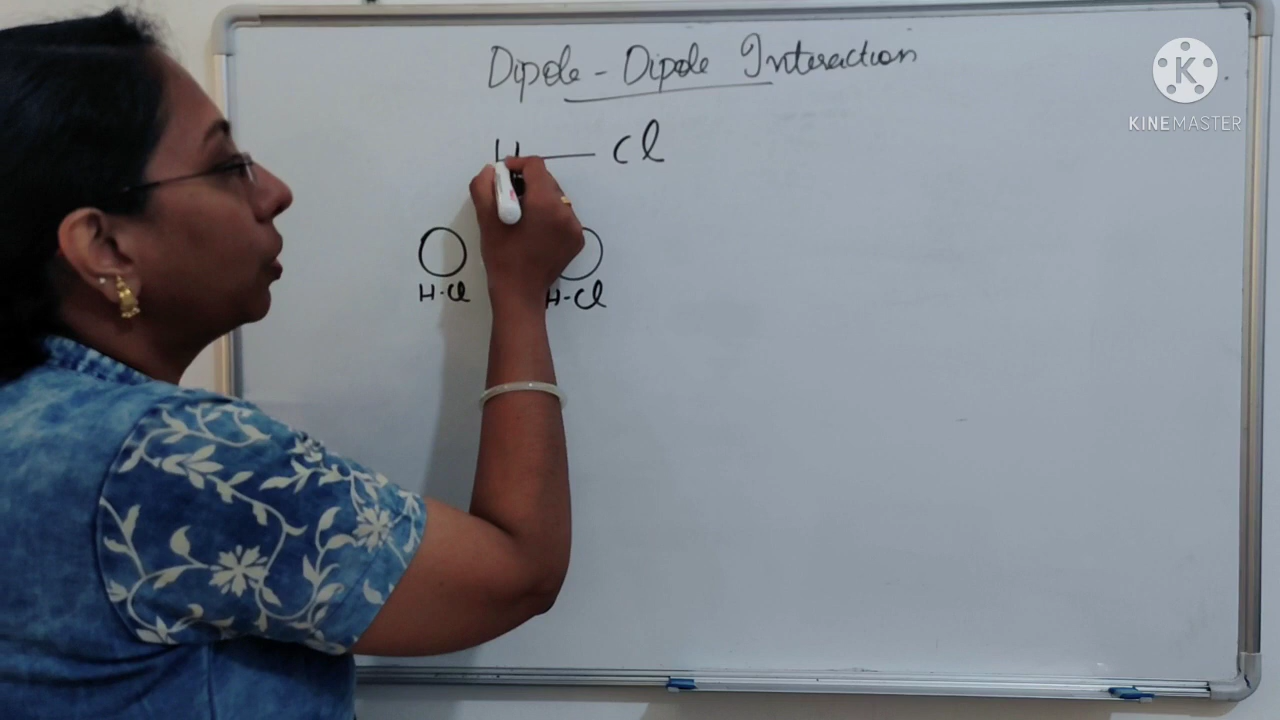 Dipole - Dipole Interaction
H — Cl
H-Cl H-Cl
K
KINEMASTER